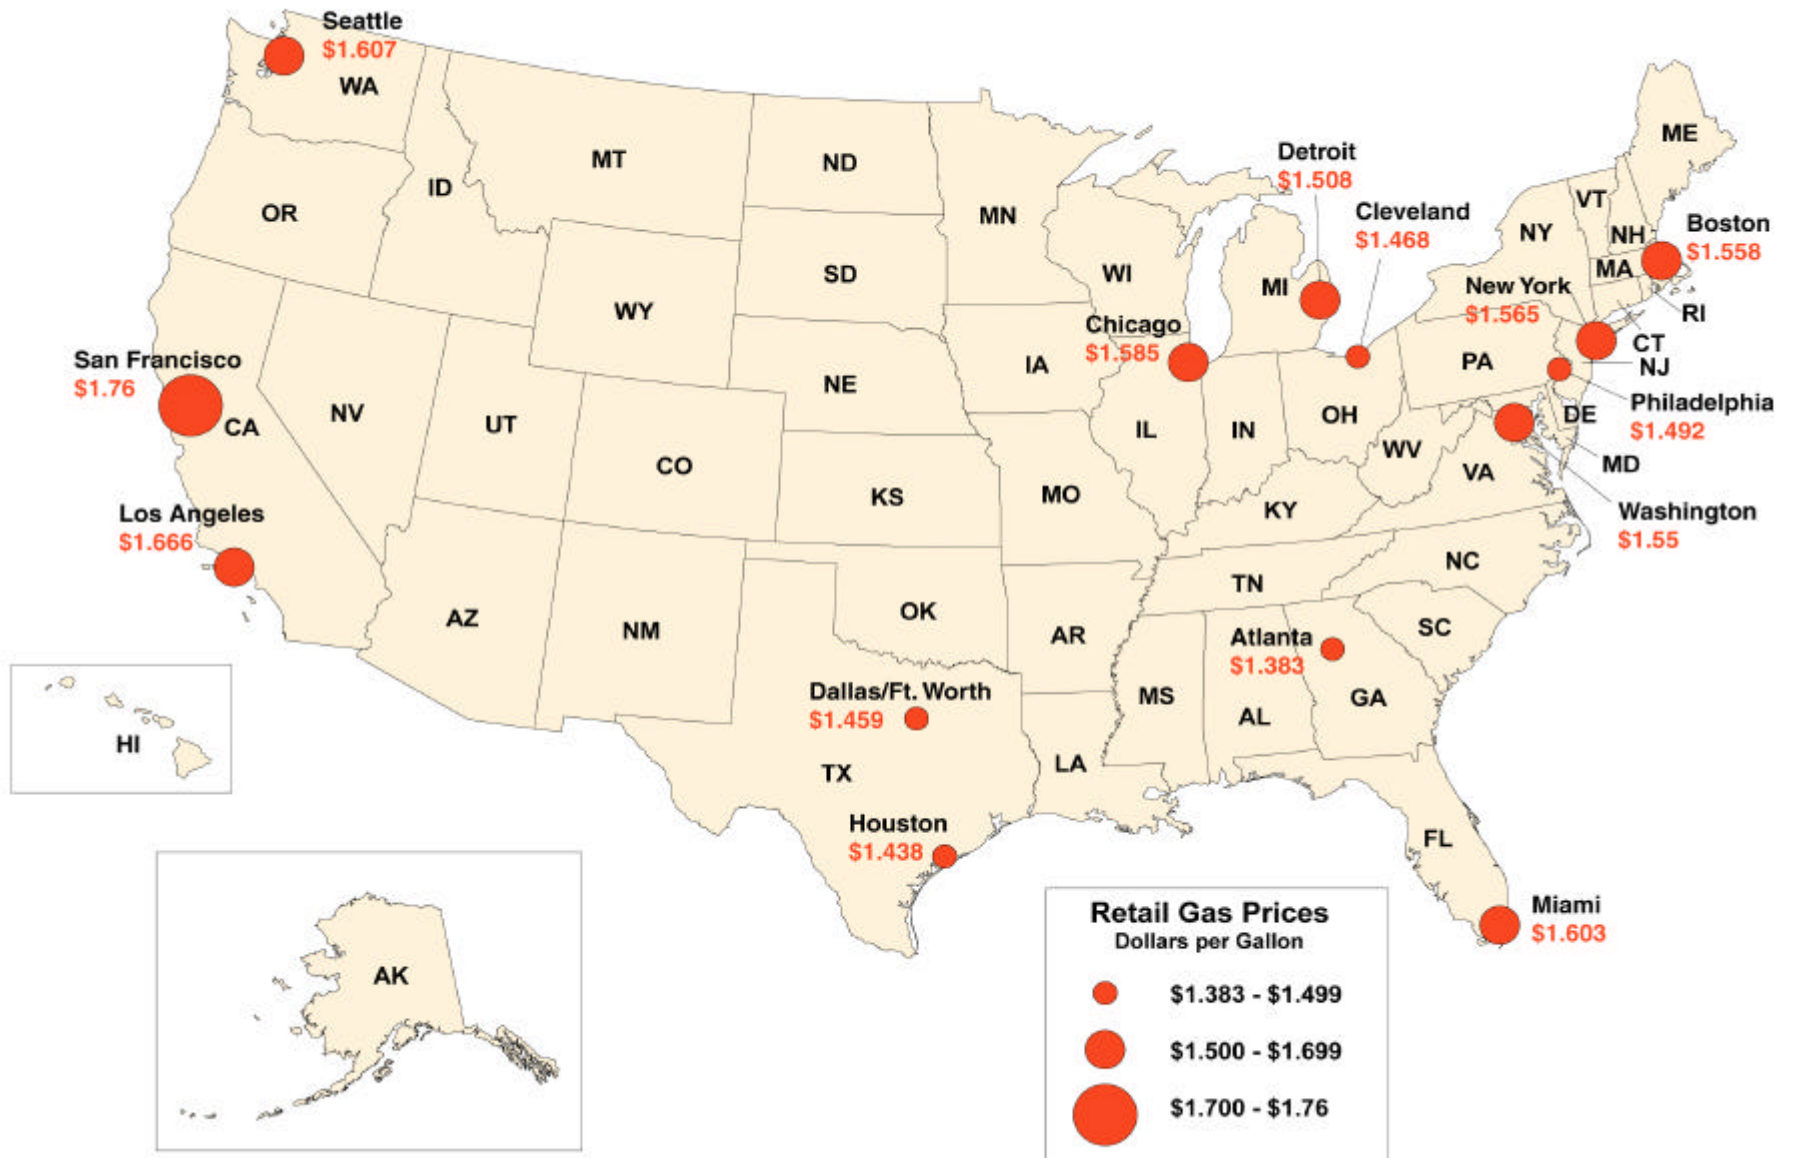 Seattle
$1.607
WA
MT
ND
MN
ID
OR
SD
WY
WI
MI
Detroit
$1.508
Cleveland
$1.468
ME
VT
NH
NY
MA
Boston
$1.558
RI
New York
$1.565
CT
NJ
PA
Philadelphia
$1.492
DE
MD
Washington
$1.55
Chicago
$1.585
IA
NE
San Francisco
$1.76
CA
NV
UT
CO
KS
MO
IL
IN
OH
WV
VA
KY
Los Angeles
$1.666
AZ
NM
OK
AR
TN
NC
SC
Atlanta
$1.383
GA
AL
MS
LA
Dallas/Ft. Worth
$1.459
TX
Houston
$1.438
FL
Miami
$1.603
HI
AK
Retail Gas Prices
Dollars per Gallon
$1.383 - $1.499
$1.500 - $1.699
$1.700 - $1.76